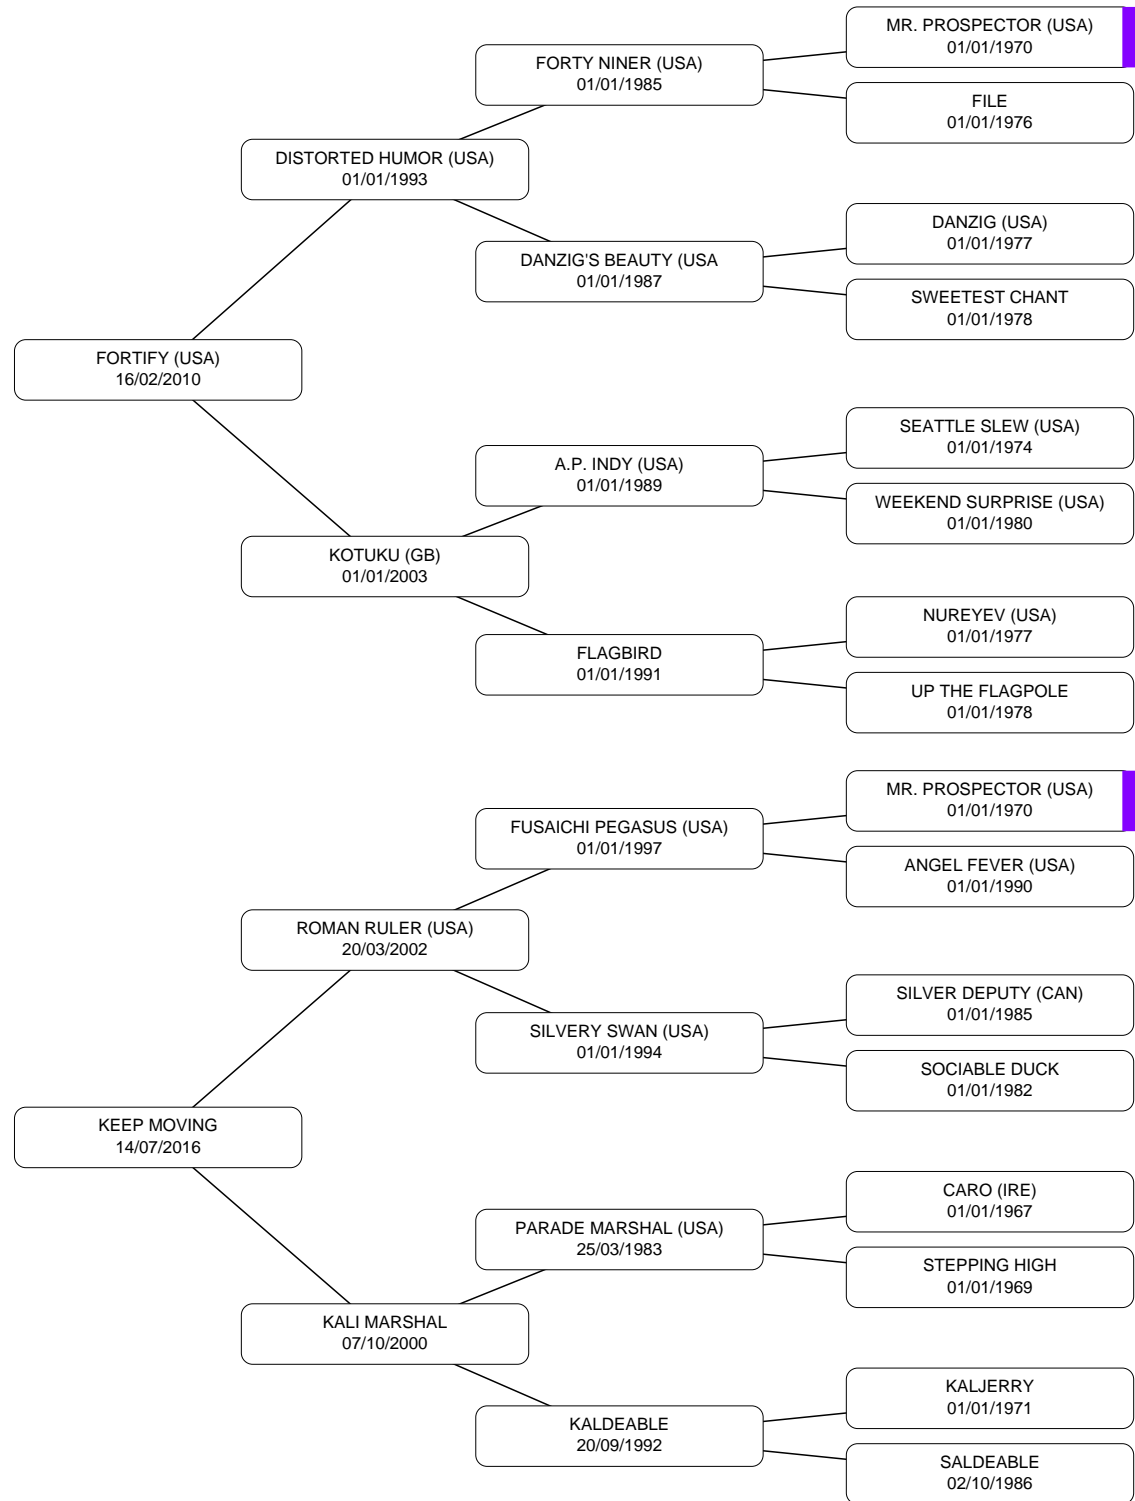 MR. PROSPECTOR (USA)
01/01/1970
FORTY NINER (USA)
01/01/1985
FILE
01/01/1976
DISTORTED HUMOR (USA)
01/01/1993
DANZIG (USA)
01/01/1977
DANZIG'S BEAUTY (USA
01/01/1987
SWEETEST CHANT
01/01/1978
FORTIFY (USA)
16/02/2010
SEATTLE SLEW (USA)
01/01/1974
A.P. INDY (USA)
01/01/1989
WEEKEND SURPRISE (USA)
01/01/1980
KOTUKU (GB)
01/01/2003
NUREYEV (USA)
01/01/1977
FLAGBIRD
01/01/1991
UP THE FLAGPOLE
01/01/1978
MR. PROSPECTOR (USA)
01/01/1970
FUSAICHI PEGASUS (USA)
01/01/1997
ANGEL FEVER (USA)
01/01/1990
ROMAN RULER (USA)
20/03/2002
SILVER DEPUTY (CAN)
01/01/1985
SILVERY SWAN (USA)
01/01/1994
SOCIABLE DUCK
01/01/1982
KEEP MOVING
14/07/2016
CARO (IRE)
01/01/1967
PARADE MARSHAL (USA)
25/03/1983
STEPPING HIGH
01/01/1969
KALI MARSHAL
07/10/2000
KALJERRY
01/01/1971
KALDEABLE
20/09/1992
SALDEABLE
02/10/1986